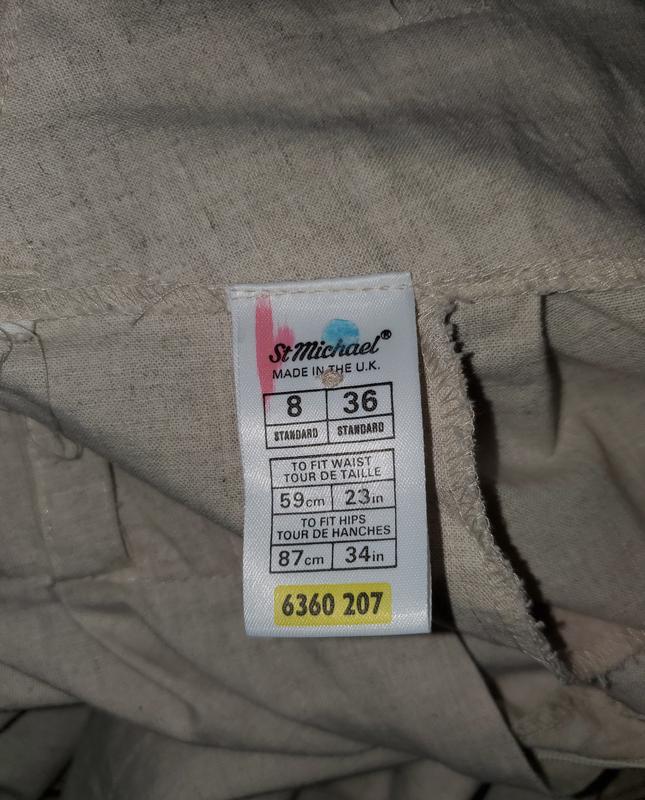 St Michael®
MADE IN THE U.K.
8 36
STANDARD STANDARD
TO FIT WAIST
TOUR DE TAILLE
59cm 23in
TO FIT HIPS
TOUR DE HANCHES
87cm 34in
6360 207